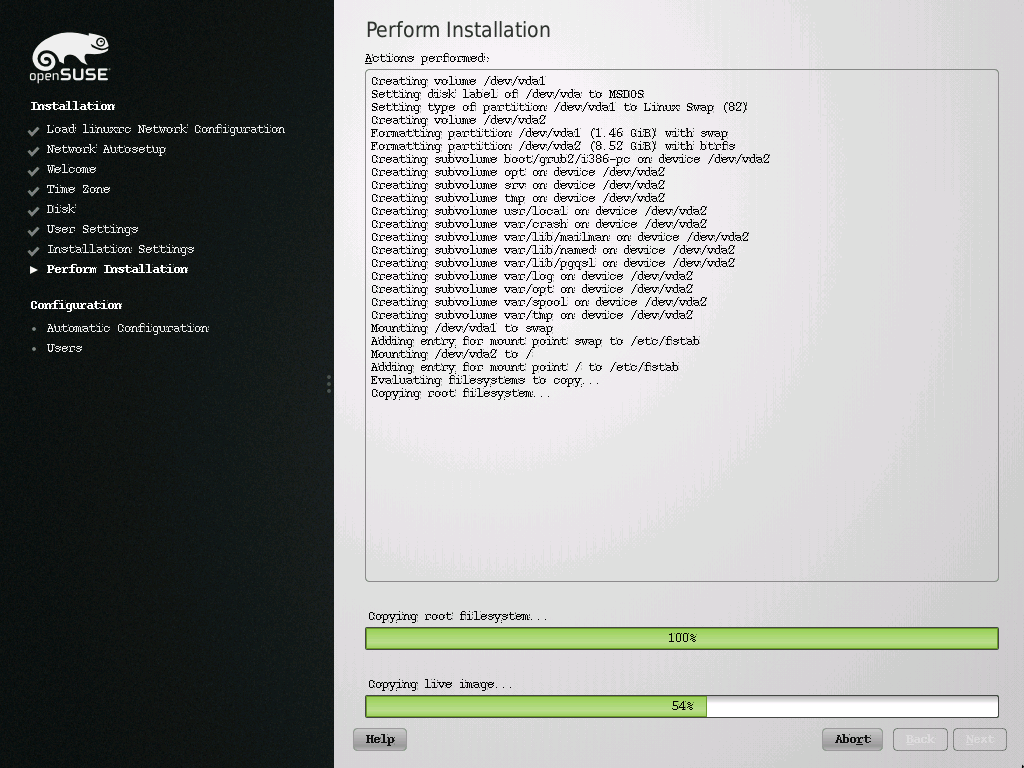 openSUSE
Installation
Load linuxrc Network Configuration
Network Autosetup
Welcome
Time Zone
Disk
User Settings
Installation Settings
Perform Installation
Configuration
Automatic Configuration
Users
Perform Installation
Actions performed:
Creating volume /dev/vda1
Setting disk label of /dev/vda to MSDOS
Setting type of partition /dev/vda1 to Linux Swap (82)
Creating volume /dev/vda2
Formatting partition /dev/vda1 (1.46 GiB) with swap
Formatting partition /dev/vda2 (8.52 GiB) with btrfs
Creating subvolume boot/grub2/i386-pc on device /dev/vda2
Creating subvolume opt on device /dev/vda2
Creating subvolume srv on device /dev/vda2
Creating subvolume tmp on device /dev/vda2
Creating subvolume usr/local on device /dev/vda2
Creating subvolume var/crash on device /dev/vda2
Creating subvolume var/lib/mailman on device /dev/vda2
Creating subvolume var/lib/named on device /dev/vda2
Creating subvolume var/lib/pgqsl on device /dev/vda2
Creating subvolume var/log on device /dev/vda2
Creating subvolume var/opt on device /dev/vda2
Creating subvolume var/spool on device /dev/vda2
Creating subvolume var/tmp on device /dev/vda2
Mounting /dev/vda1 to swap
Adding entry for mount point swap to /etc/fstab
Mounting /dev/vda2 to /
Adding entry for mount point / to /etc/fstab
Evaluating filesystems to copy...
Copying root filesystem...
Copying root filesystem...
100%
Copying live image...
54%
Help
Abort
Back
Next